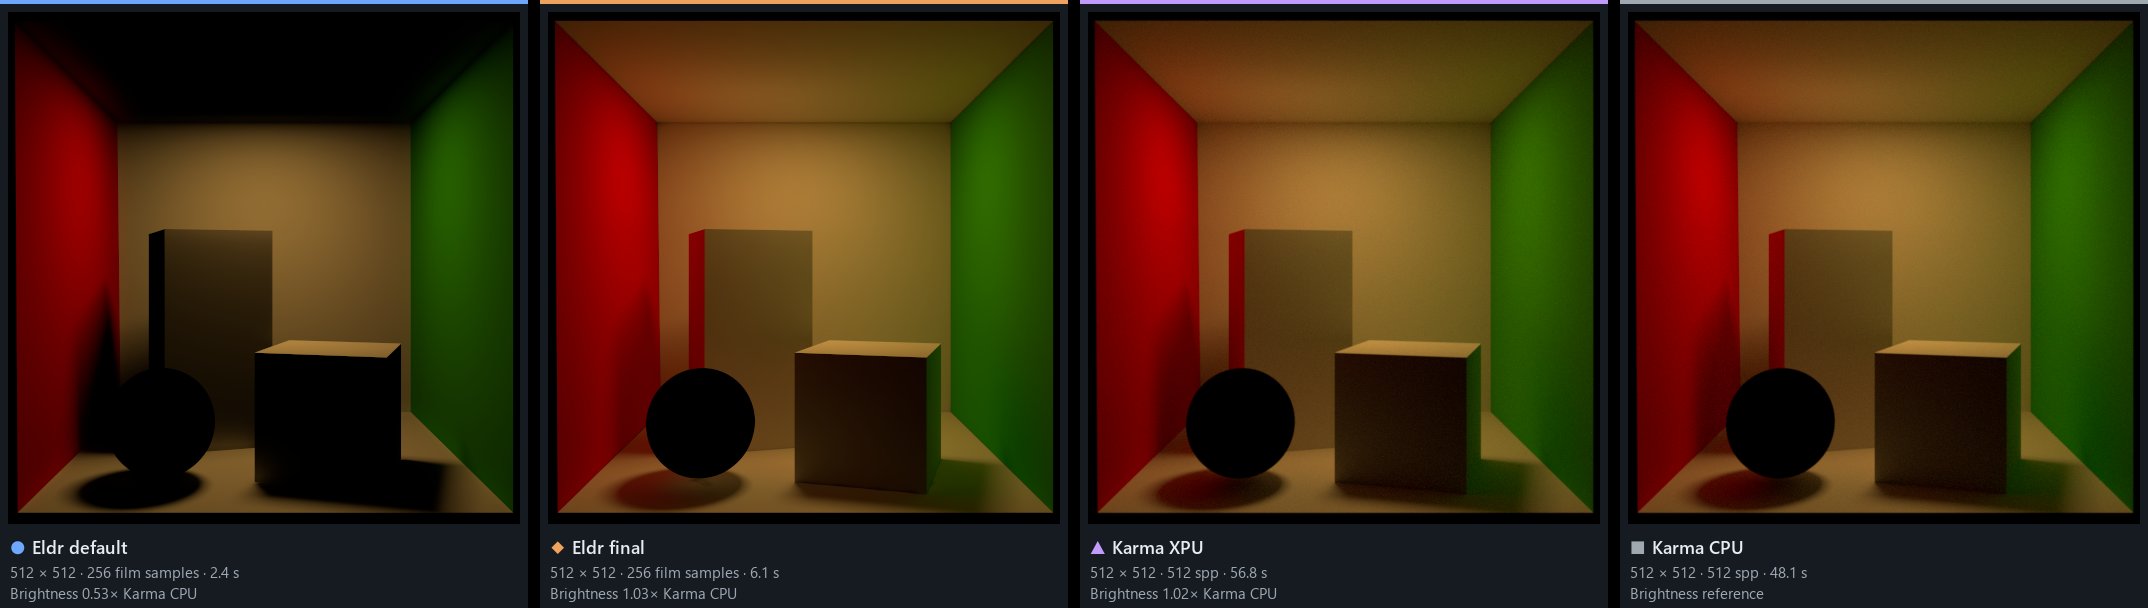 Eldr default
512 × 512 · 256 film samples · 2.4 s
Brightness 0.53× Karma CPU
Eldr final
512 × 512 · 256 film samples · 6.1 s
Brightness 1.03× Karma CPU
Karma XPU
512 × 512 · 512 spp · 56.8 s
Brightness 1.02× Karma CPU
Karma CPU
512 × 512 · 512 spp · 48.1 s
Brightness reference